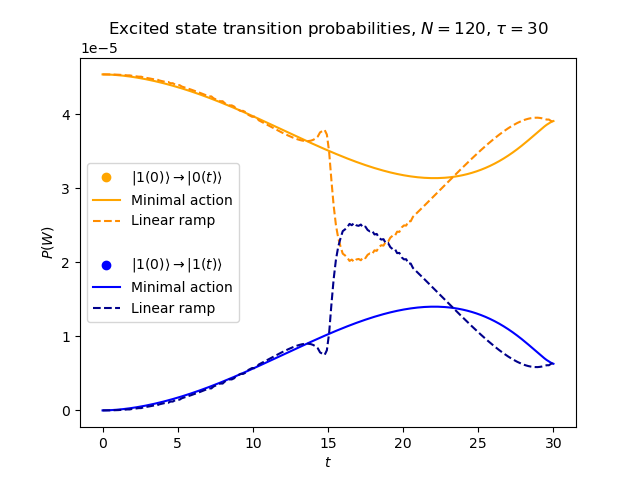 Excited state transition probabilities, N = 120, τ = 30
1e−5
P(W)
4
3
2
1
0
|1(0)⟩→|0(t)⟩
Minimal action
Linear ramp
|1(0)⟩→|1(t)⟩
Minimal action
Linear ramp
0 5 10 15 20 25 30
t